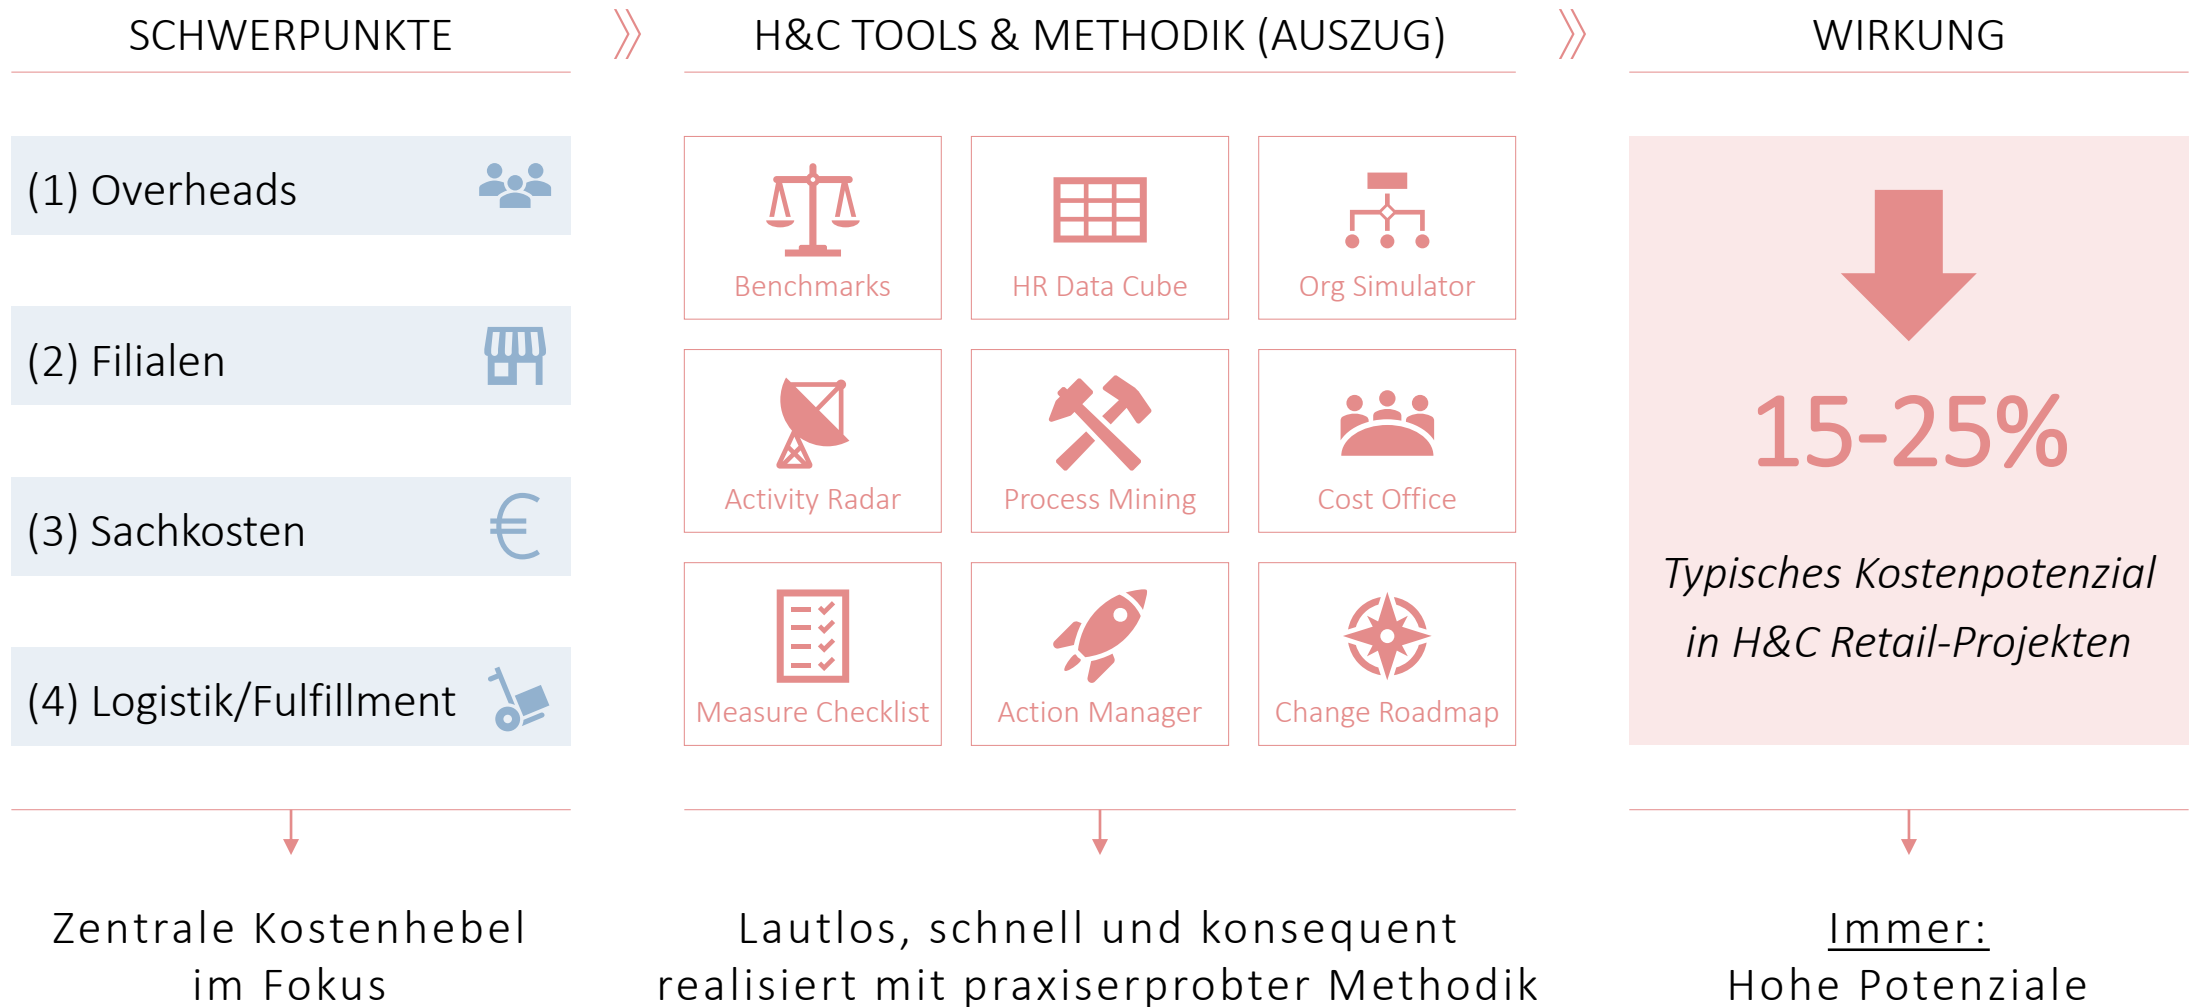 SCHWERPUNKTE
H&C TOOLS & METHODIK (AUSZUG)
WIRKUNG
(1) Overheads
(2) Filialen
(3) Sachkosten
(4) Logistik/Fulfillment
Benchmarks
HR Data Cube
Org Simulator
Activity Radar
Process Mining
Cost Office
Measure Checklist
Action Manager
Change Roadmap
15-25%
Typisches Kostenpotenzial
in H&C Retail-Projekten
Zentrale Kostenhebel
im Fokus
Lautlos, schnell und konsequent
realisiert mit praxiserprobter Methodik
Immer:
Hohe Potenziale